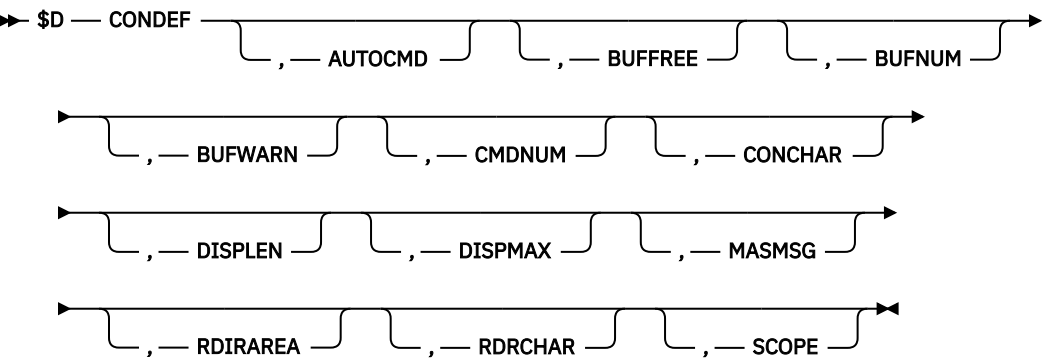 $D CONDEF , AUTOCMD , BUFFREE , BUFNUM
, BUFWARN , CMDNUM , CONCHAR
, DISPLEN , DISPMAX , MASMSG
, RDIRAREA , RDRCHAR , SCOPE